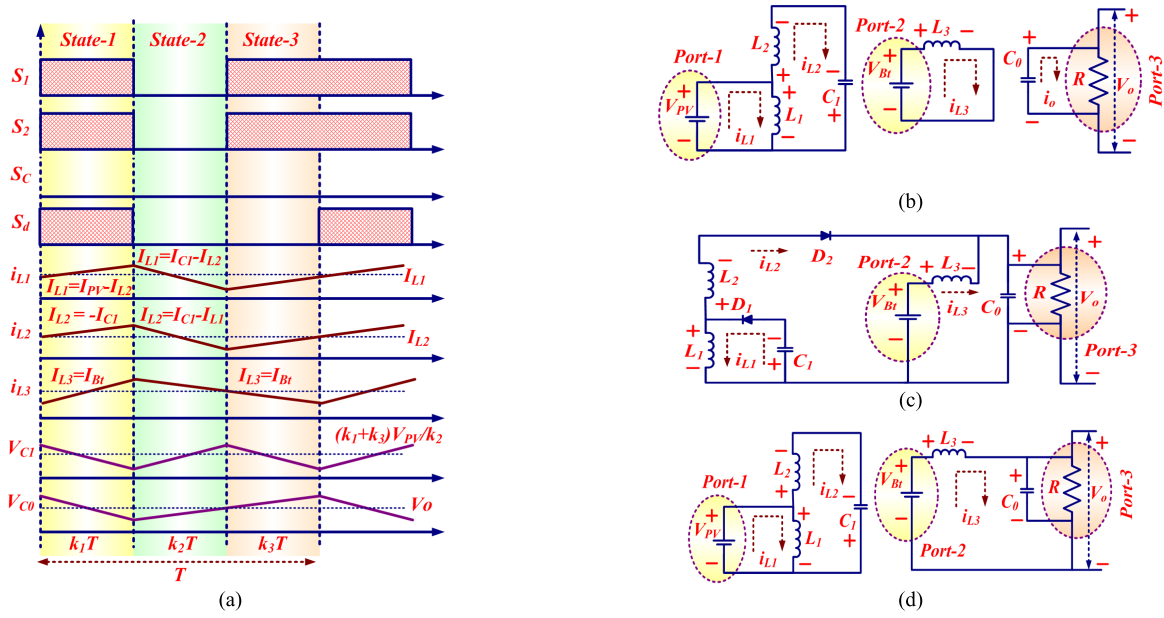 State-1 State-2 State-3
S1
S2
SC
Sd
iL1
IL1=IC1-IL2
IL1=IPV-IL2
IL1
iL2
IL2= -IC1
IL2=IC1-IL1
IL2
iL3
IL3=IBt
IL3=IBt
VC1
(k1+k3)VPV/k2
VC0
Vo
k1T k2T k3T
T
(a)
Port-1
+
VPV
−
iL1
−
L2
+
iL2
+
L1
−
−
C1
+
Port-2
+ L3 −
+
VBt
−
iL3
+
C0
−
io
R
+
Vo
−
Port-3
(b)
iL2
D2
−
L2
+
D1
+
L1
−
iL1
C1
−
+
Port-2
+ L3 −
+
VBt
−
iL3
+
C0
−
R
+
Vo
−
Port-3
(c)
Port-1
+
VPV
−
iL1
−
L2
+
iL2
+
L1
−
−
C1
+
+ L3 −
+
VBt
−
Port-2
iL3
+
C0
−
R
+
Vo
−
Port-3
(d)